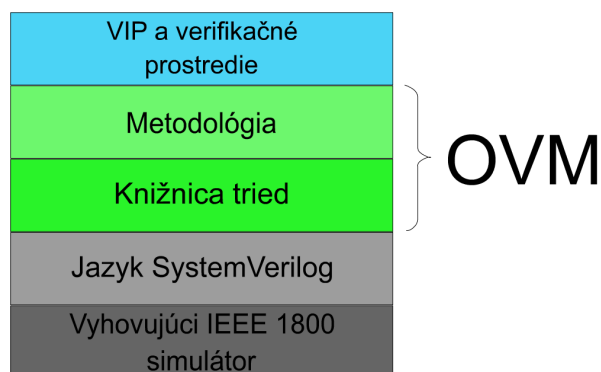 VIP a verifikačné
prostredie
Metodológia
OVM
Knižnica tried
Jazyk SystemVerilog
Vyhovujúci IEEE 1800
simulátor